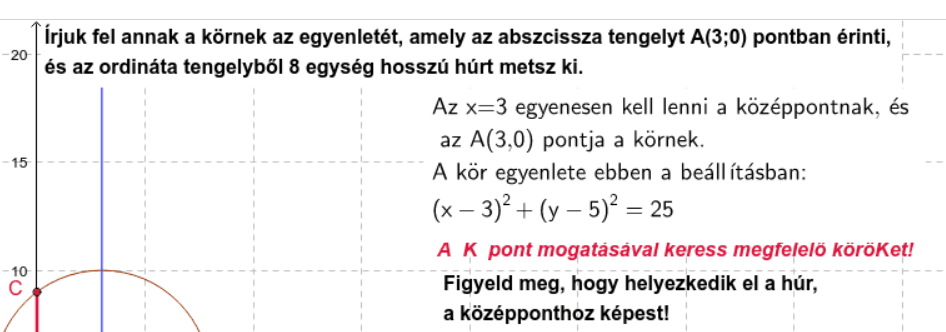 Írjuk fel annak a körnek az egyenletét, amely az abszcissza tengelyt A(3;0) pontban érinti,
20
és az ordináta tengelyből 8 egység hosszú húrt metsz ki.
Az x=3 egyenesen kell lenni a középpontnak, és
az A(3,0) pontja a körnek.
15
A kör egyenlete ebben a beállításban:
(x − 3)² + (y − 5)² = 25
A K pont mogatásával keress megfelelö köröKet!
10
C
Figyeld meg, hogy helyezkedik el a húr,
a középponthoz képest!